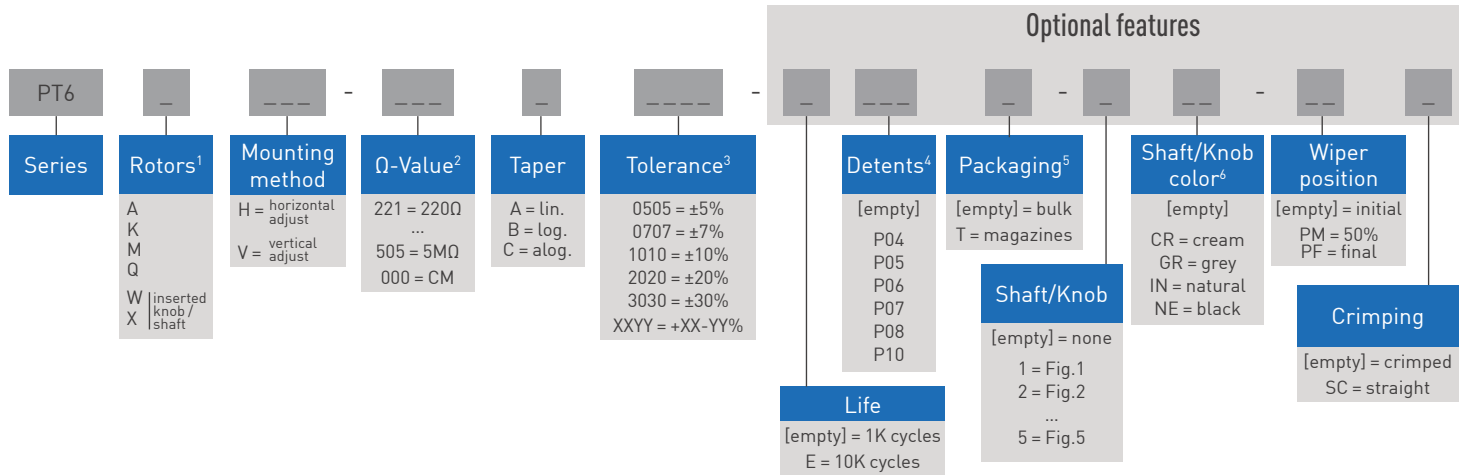 Optional features
PT6 _ _ _ _ - _ _ _ _ _ _ _ _ - _ _ _ _ _ - _ _ _ - _ _ _
Series
Rotors¹
A
K
M
Q
W
X
inserted
knob /
shaft
Mounting
method
H = horizontal
adjust
V = vertical
adjust
Ω-Value²
221 = 220Ω
...
505 = 5MΩ
000 = CM
Taper
A = lin.
B = log.
C = alog.
Tolerance³
0505 = ±5%
0707 = ±7%
1010 = ±10%
2020 = ±20%
3030 = ±30%
XXYY = +XX-YY%
Life
[empty] = 1K cycles
E = 10K cycles
Detents⁴
[empty]
P04
P05
P06
P07
P08
P10
Packaging⁵
[empty] = bulk
T = magazines
Shaft/Knob
[empty] = none
1 = Fig.1
2 = Fig.2
...
5 = Fig.5
Shaft/Knob
color⁶
[empty]
CR = cream
GR = grey
IN = natural
NE = black
Wiper
position
[empty] = initial
PM = 50%
PF = final
Crimping
[empty] = crimped
SC = straight